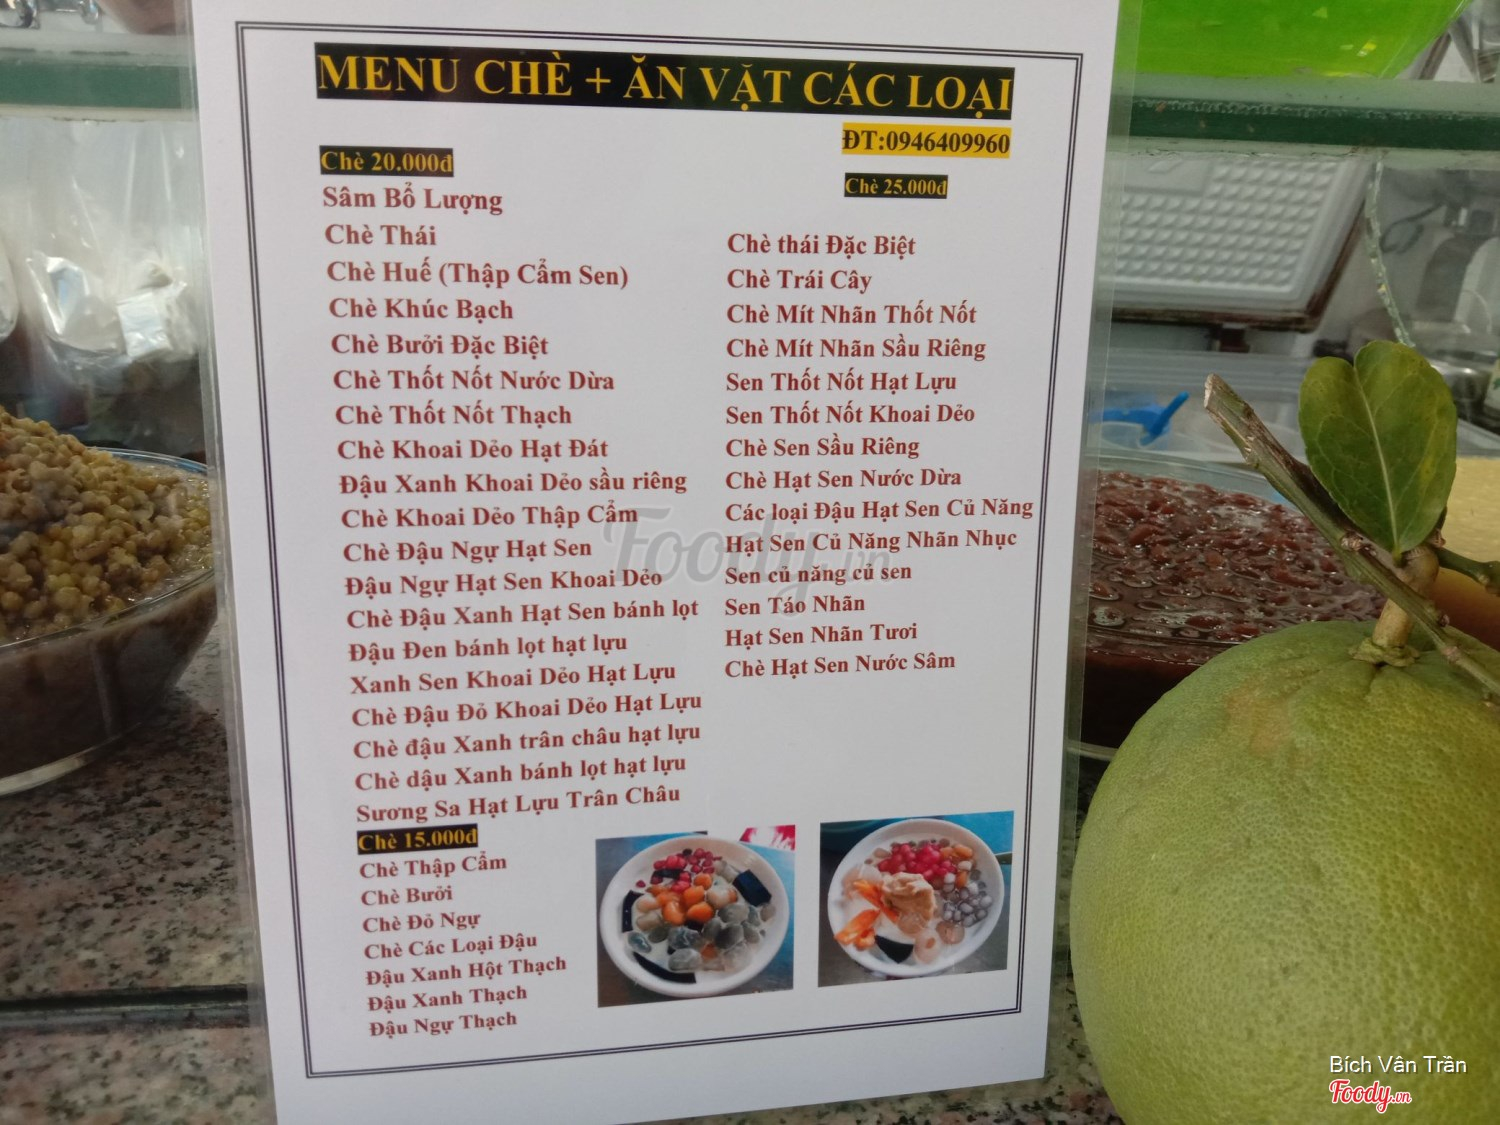 MENU CHÈ + ĂN VẶT CÁC LOẠI
ĐT:0946409960
Chè 20.000đ
Sâm Bổ Lượng
Chè Thái
Chè Huế (Thập Cẩm Sen)
Chè Khúc Bạch
Chè Bưởi Đặc Biệt
Chè Thốt Nốt Nước Dừa
Chè Thốt Nốt Thạch
Chè Khoai Dẻo Hạt Đát
Đậu Xanh Khoai Dẻo sầu riêng
Chè Khoai Dẻo Thập Cẩm
Chè Đậu Ngự Hạt Sen
Đậu Ngự Hạt Sen Khoai Dẻo
Chè Đậu Xanh Hạt Sen bánh lọt
Đậu Đen bánh lọt hạt lựu
Xanh Sen Khoai Dẻo Hạt Lựu
Chè Đậu Đỏ Khoai Dẻo Hạt Lựu
Chè đậu Xanh trân châu hạt lựu
Chè dậu Xanh bánh lọt hạt lựu
Sương Sa Hạt Lựu Trân Châu
Chè 15.000đ
Chè Thập Cẩm
Chè Bưởi
Chè Đỏ Ngự
Chè Các Loại Đậu
Đậu Xanh Hột Thạch
Đậu Xanh Thạch
Đậu Ngự Thạch
Chè 25.000đ
Chè thái Đặc Biệt
Chè Trái Cây
Chè Mít Nhãn Thốt Nốt
Chè Mít Nhãn Sầu Riêng
Sen Thốt Nốt Hạt Lựu
Sen Thốt Nốt Khoai Dẻo
Chè Sen Sầu Riêng
Chè Hạt Sen Nước Dừa
Các loại Đậu Hạt Sen Củ Năng
Hạt Sen Củ Năng Nhãn Nhục
Sen củ năng củ sen
Sen Táo Nhãn
Hạt Sen Nhãn Tươi
Chè Hạt Sen Nước Sâm
Foody.vn
Bích Vân Trần
Foody.vn